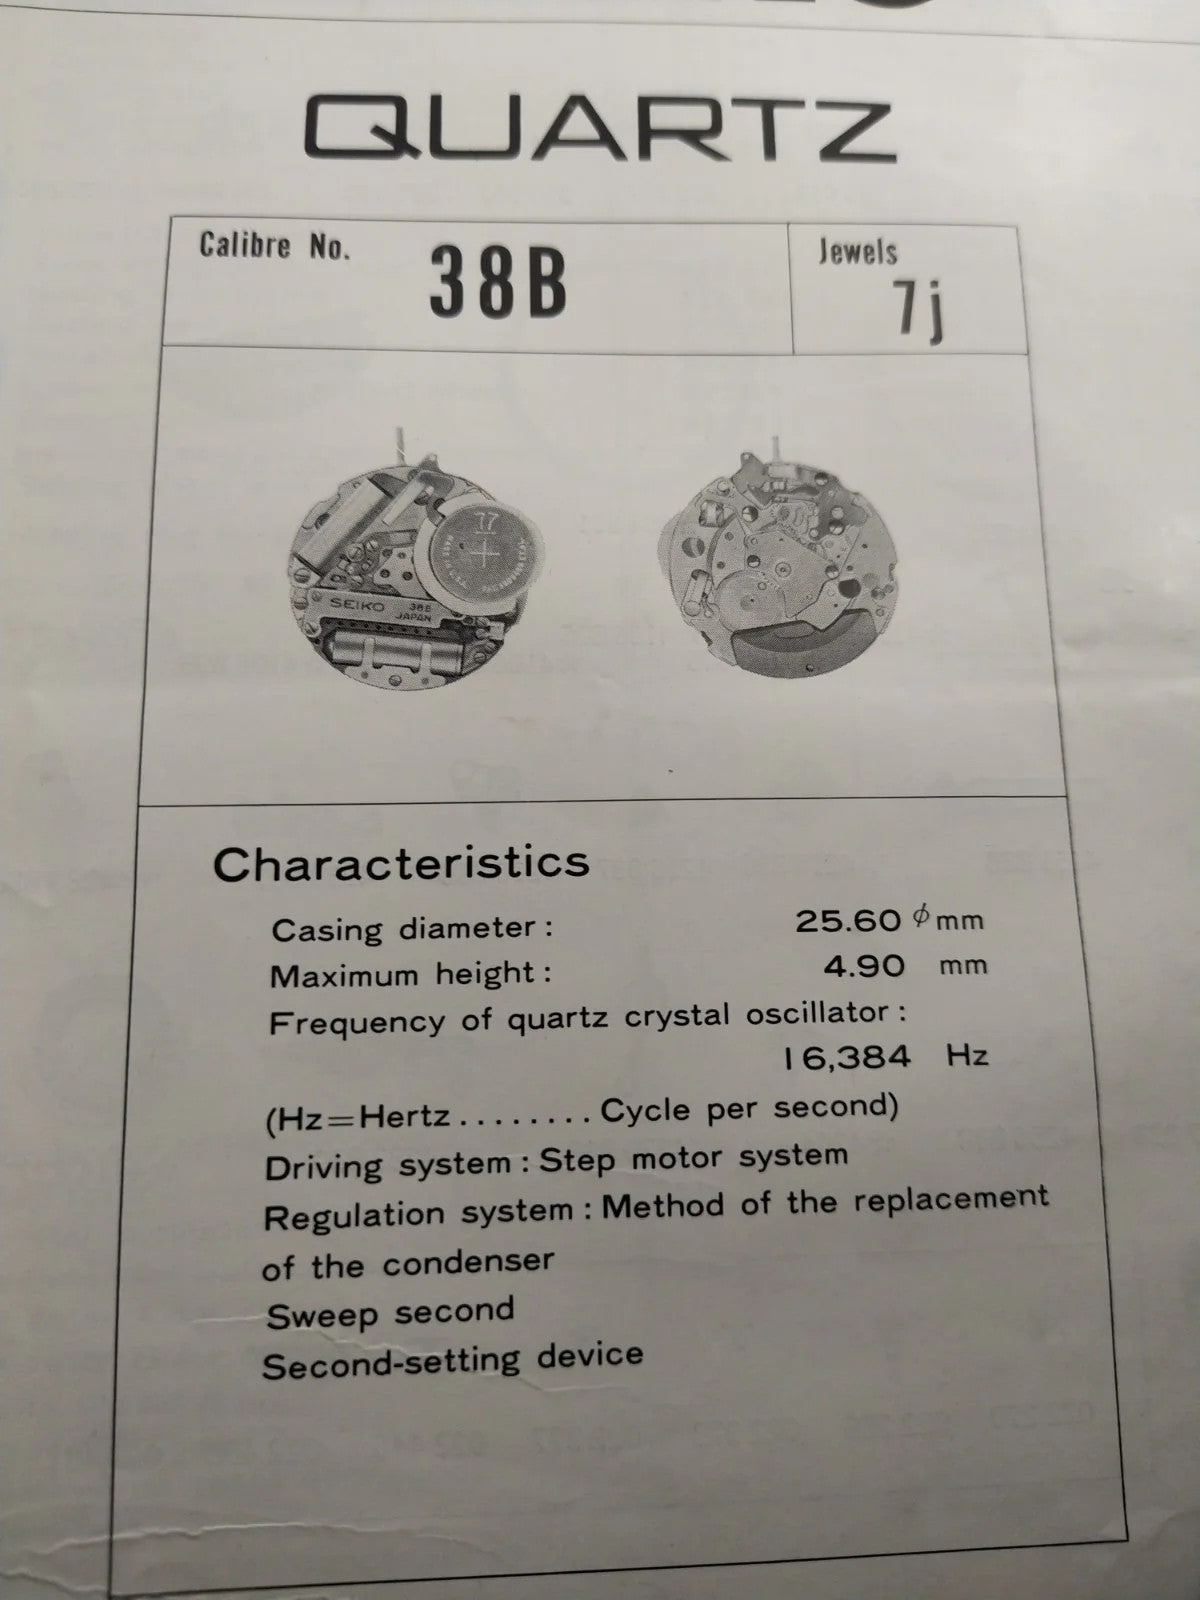 QUARTZ
Calibre No. 38B
Jewels
7j
77
+
SEIKO 38B
JAPAN
Characteristics
Casing diameter : 25.60 ϕ mm
Maximum height : 4.90 mm
Frequency of quartz crystal oscillator :
16,384 Hz
(Hz=Hertz ........ Cycle per second)
Driving system : Step motor system
Regulation system : Method of the replacement
of the condenser
Sweep second
Second-setting device